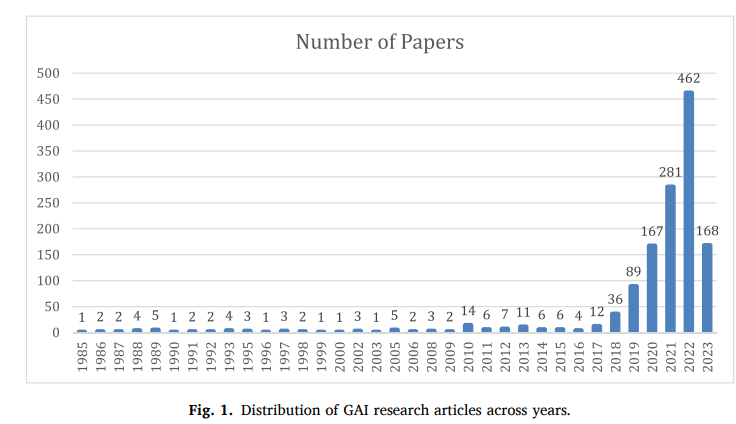 Number of Papers
500
450
400
350
300
250
200
150
100
50
0
1 2 2 4 5 1 2 2 4 3 1 3 2 1 1 3 1 5 2 3 2 14 6 7 11 6 6 4 12 36 89 167 281 462 168
1985 1986 1987 1988 1989 1990 1991 1992 1993 1995 1996 1997 1998 1999 2000 2002 2003 2005 2006 2008 2009 2010 2011 2012 2013 2014 2015 2016 2017 2018 2019 2020 2021 2022 2023
Fig. 1. Distribution of GAI research articles across years.